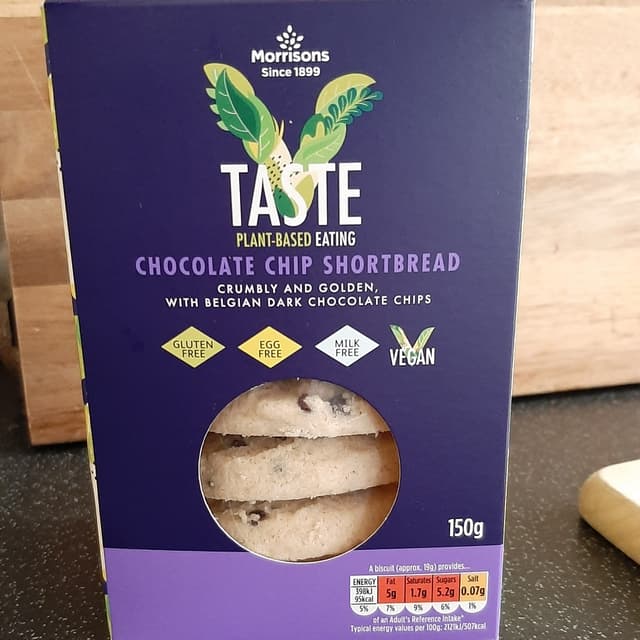 Morrisons
Since 1899
V
TASTE
PLANT-BASED EATING
CHOCOLATE CHIP SHORTBREAD
CRUMBLY AND GOLDEN,
WITH BELGIAN DARK CHOCOLATE CHIPS
GLUTEN FREE
EGG FREE
MILK FREE
VEGAN
150g
A biscuit (approx. 19g) provides...
ENERGY Fat Saturates Sugars Salt
398kJ 95kcal 5g 1.7g 5.2g 0.07g
5% 7% 9% 6% 1%
of an Adult's Reference Intake*
Typical energy values per 100g: 2121kJ/507kcal